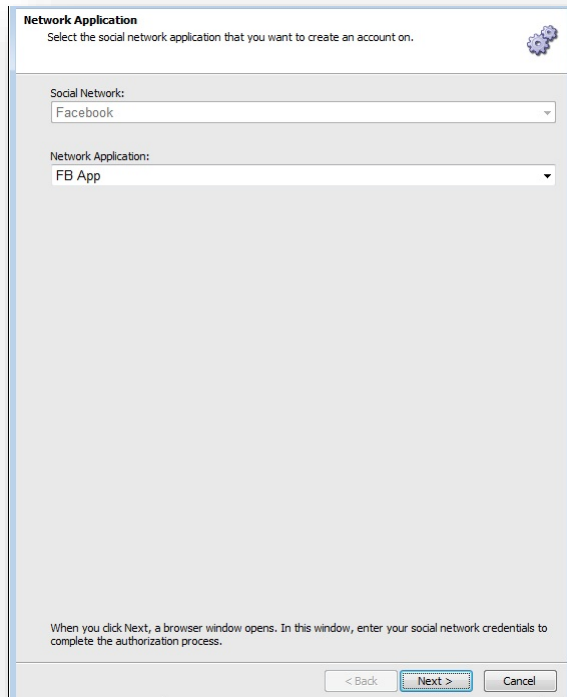 Network Application
Select the social network application that you want to create an account on.
Social Network:
Facebook
Network Application:
FB App
When you click Next, a browser window opens. In this window, enter your social network credentials to
complete the authorization process.
< Back
Next >
Cancel